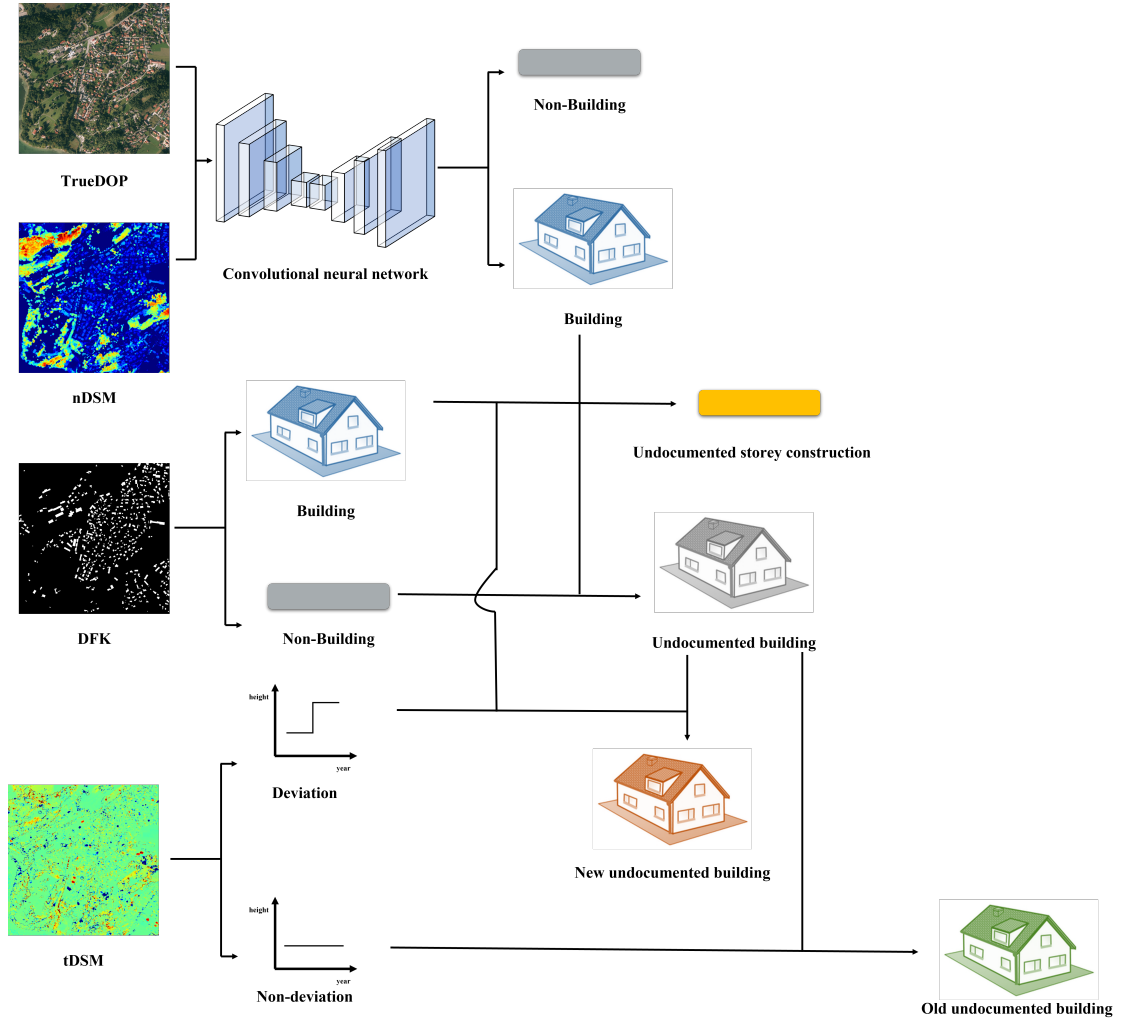 Non-Building
TrueDOP
Convolutional neural network
Building
nDSM
Undocumented storey construction
Building
DFK
Non-Building
Undocumented building
height
year
Deviation
New undocumented building
height
tDSM
year
Non-deviation
Old undocumented building